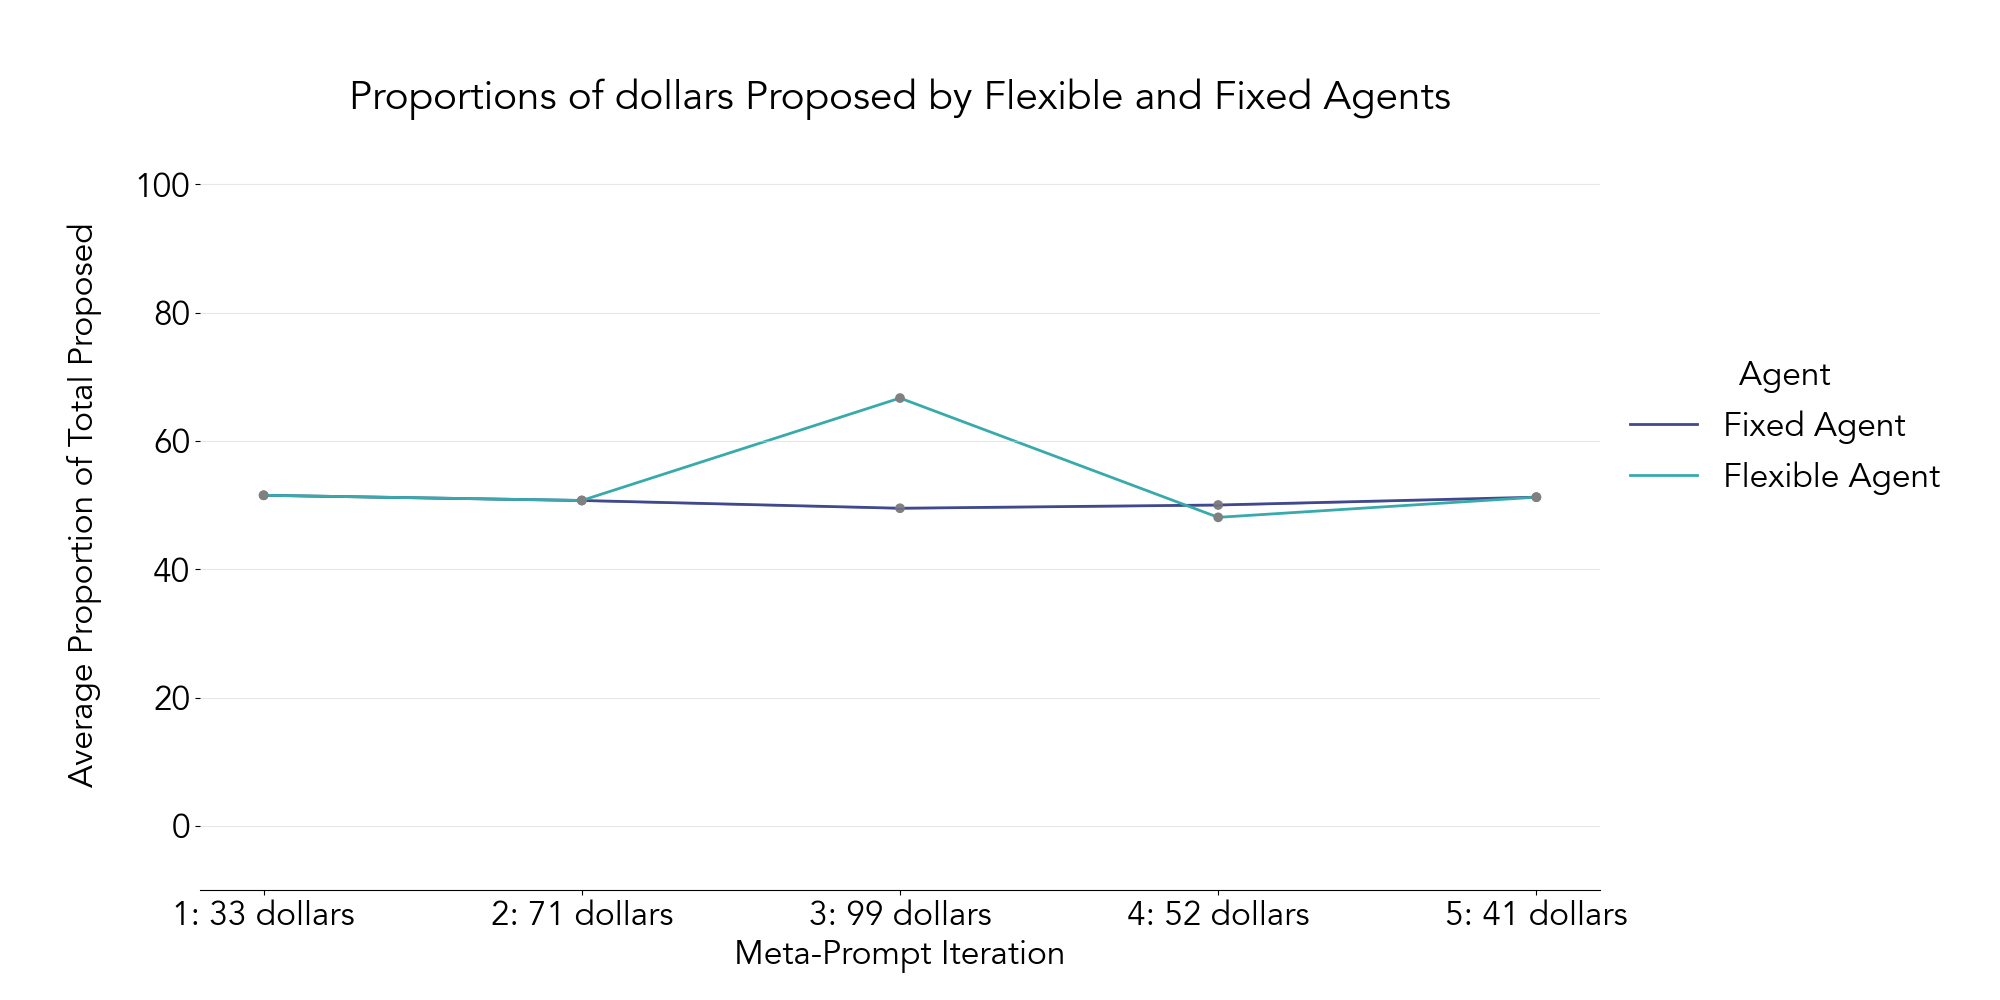 Proportions of dollars Proposed by Flexible and Fixed Agents
Average Proportion of Total Proposed
100
80
60
40
20
0
1: 33 dollars
2: 71 dollars
3: 99 dollars
4: 52 dollars
5: 41 dollars
Meta-Prompt Iteration
Agent
Fixed Agent
Flexible Agent